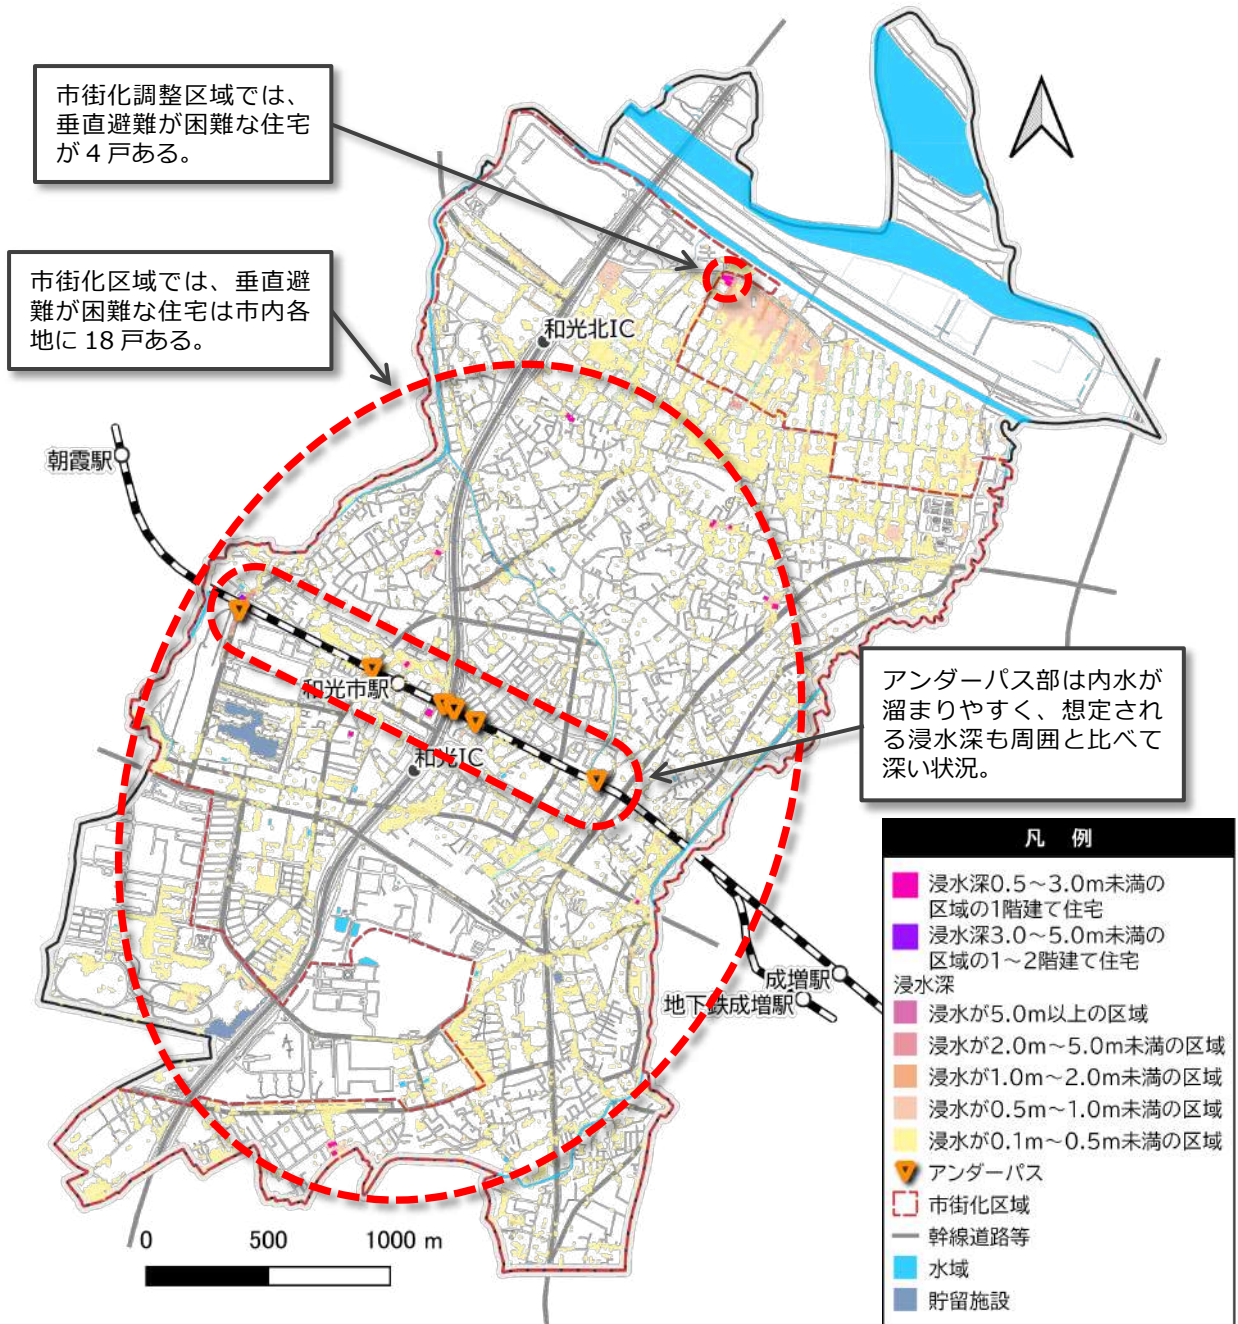 市街化調整区域では、
垂直避難が困難な住宅
が４戸ある。
市街化区域では、垂直避
難が困難な住宅は市内各
地に 18 戸ある。
和光北IC
朝霞駅
和光市駅
和光IC
アンダーパス部は内水が
溜まりやすく、想定され
る浸水深も周囲と比べて
深い状況。
成増駅
地下鉄成増駅
凡 例
浸水深0.5～3.0m未満の
区域の1階建て住宅
浸水深3.0～5.0m未満の
区域の1～2階建て住宅
浸水深
浸水が5.0m以上の区域
浸水が2.0m～5.0m未満の区域
浸水が1.0m～2.0m未満の区域
浸水が0.5m～1.0m未満の区域
浸水が0.1m～0.5m未満の区域
アンダーパス
市街化区域
幹線道路等
水域
貯留施設
0 500 1000 m